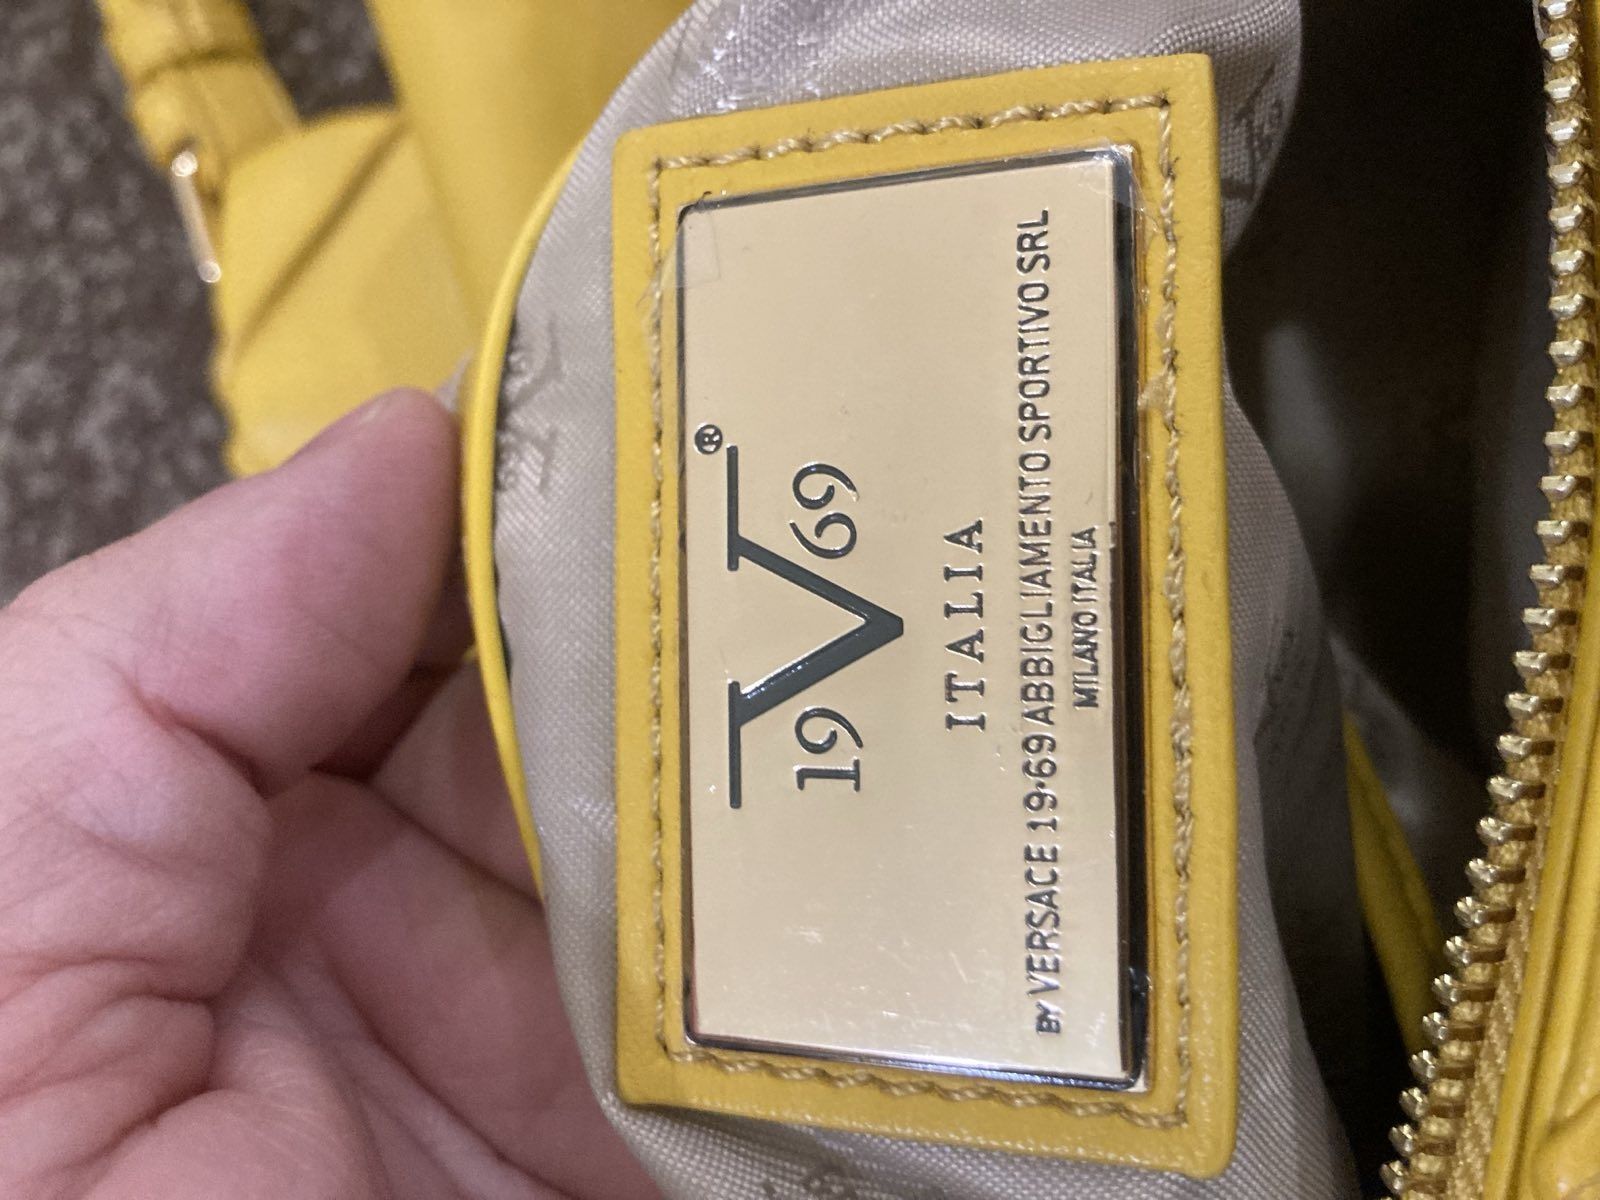 19V69®
ITALIA
BY VERSACE 19·69 ABBIGLIAMENTO SPORTIVO SRL
MILANO ITALIA